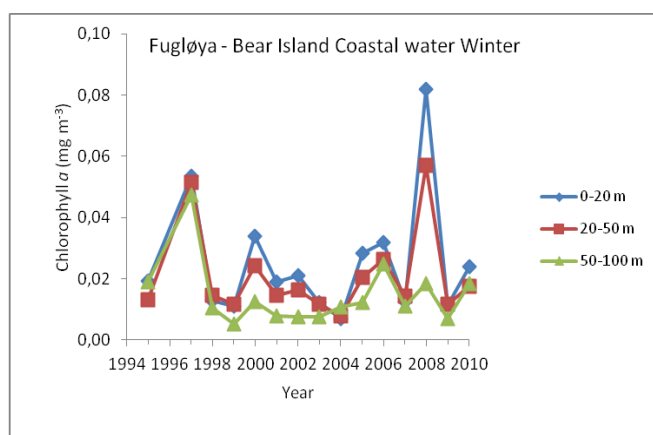 Fugløya - Bear Island Coastal water Winter
0,10
0,08
0,06
0,04
0,02
0,00
Chlorophyll a (mg m-3)
1994 1996 1998 2000 2002 2004 2006 2008 2010
Year
0-20 m
20-50 m
50-100 m